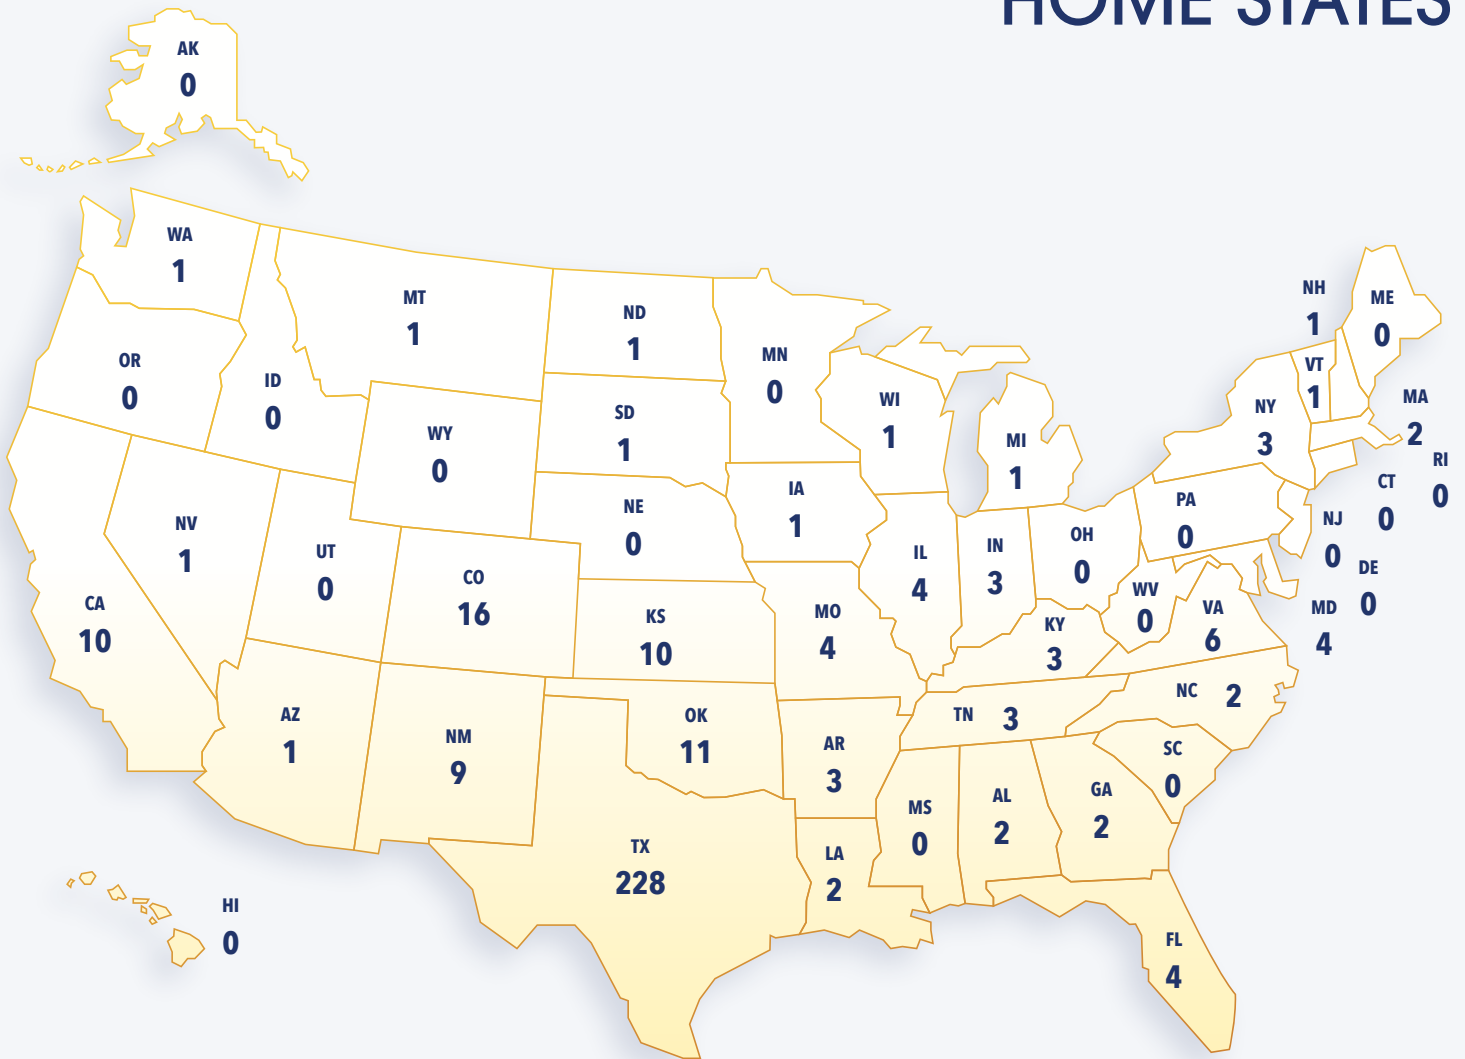 HOME STATES
AK
0
WA
1
MT
1
ND
1
MN
0
NH
1
ME
0
OR
0
ID
0
VT
1
WI
1
MI
1
NY
3
MA
2
SD
1
WY
0
RI
0
CT
0
IA
1
NE
0
PA
0
NJ
0
NV
1
UT
0
IL
4
IN
3
OH
0
DE
0
CO
16
WV
0
VA
6
MD
4
CA
10
KS
10
MO
4
KY
3
NC 2
TN 3
AZ
1
NM
9
OK
11
AR
3
SC
0
MS
0
AL
2
GA
2
TX
228
LA
2
HI
0
FL
4